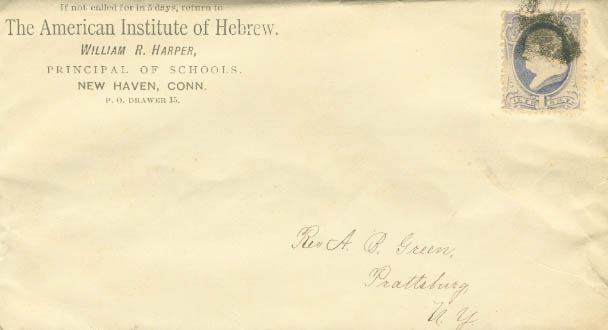 If not called for in 5 days, return to
The American Institute of Hebrew.
WILLIAM R. HARPER,
PRINCIPAL OF SCHOOLS.
NEW HAVEN, CONN.
P. O. DRAWER 15.
Rev A. B. Green,
Prattsburg,
N. Y.